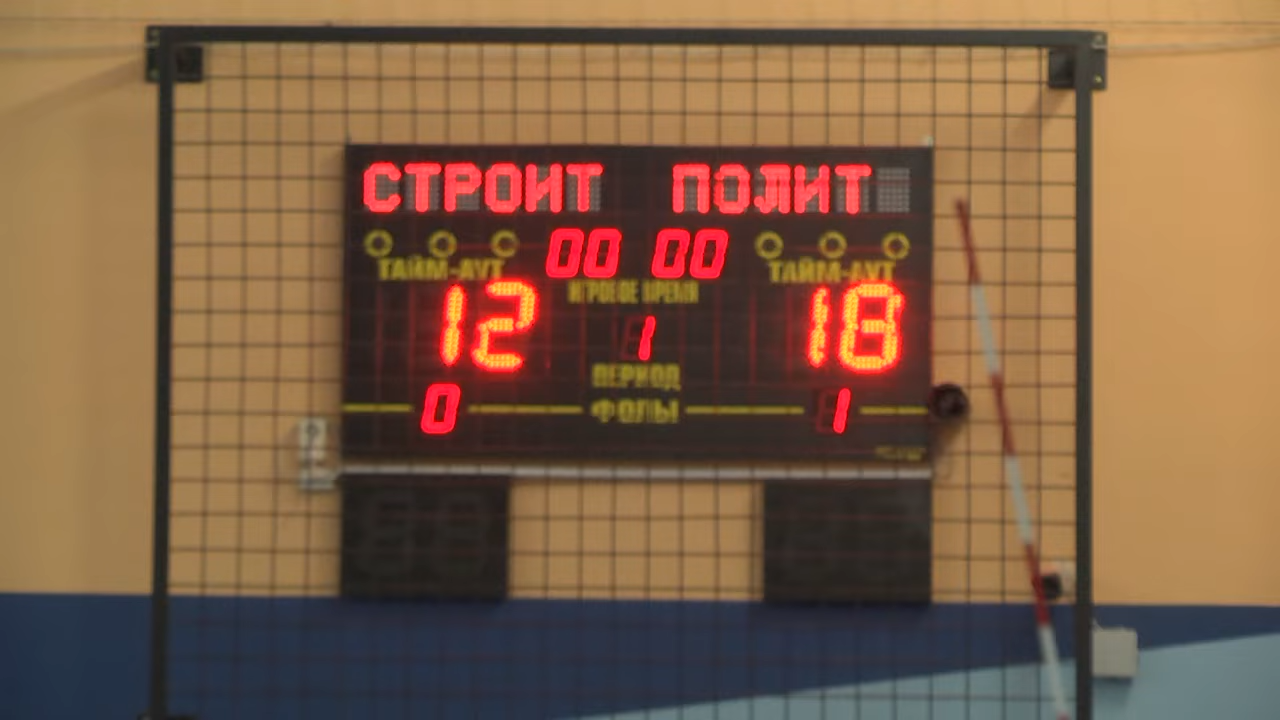 СТРОИТ ПОЛИТ
00 00
ТАЙМ-АУТ ТАЙМ-АУТ
ИГРОВОЕ ВРЕМЯ
12 1 18
ПЕРИОД
0 ФОЛЫ 1